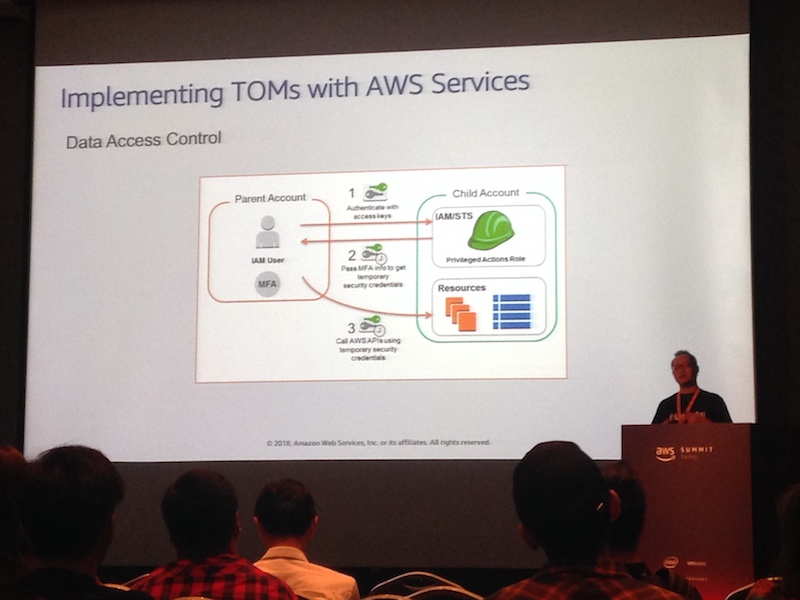 Implementing TOMs with AWS Services
Data Access Control
Parent Account
IAM User
MFA
1
Authenticate with
access keys
2
Pass MFA info to get
temporary
security credentials
3
Call AWS APIs using
temporary security
credentials
Child Account
IAM/STS
Privileged Actions Role
Resources
© 2018, Amazon Web Services, Inc. or its affiliates. All rights reserved.
aws SUMMIT
intel